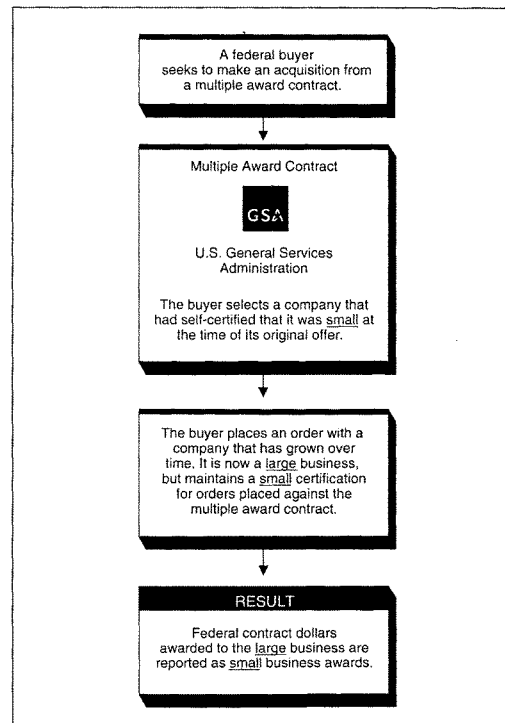 A federal buyer
seeks to make an acquisition from
a multiple award contract.
Multiple Award Contract
GSA
U.S. General Services
Administration
The buyer selects a company that
had self-certified that it was small at
the time of its original offer.
The buyer places an order with a
company that has grown over
time. It is now a large business,
but maintains a small certification
for orders placed against the
multiple award contract.
RESULT
Federal contract dollars
awarded to the large business are
reported as small business awards.